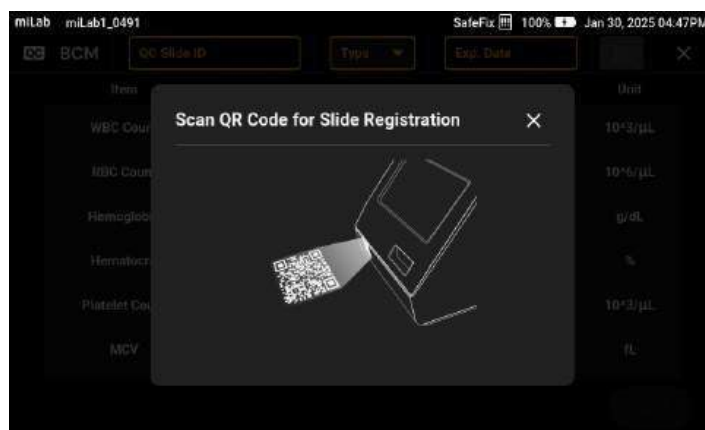 miLab miLab1_0491 SafeFix 100% Jan 30, 2025 04:47PM
QC BCM QC Slide ID Type Exp. Date
Item Unit
Scan QR Code for Slide Registration
WBC Coun 10^3/µL
RBC Coun 10^6/µL
Hemoglobi g/dL
Hematocr %
Platelet Cou 10^3/µL
MCV fL